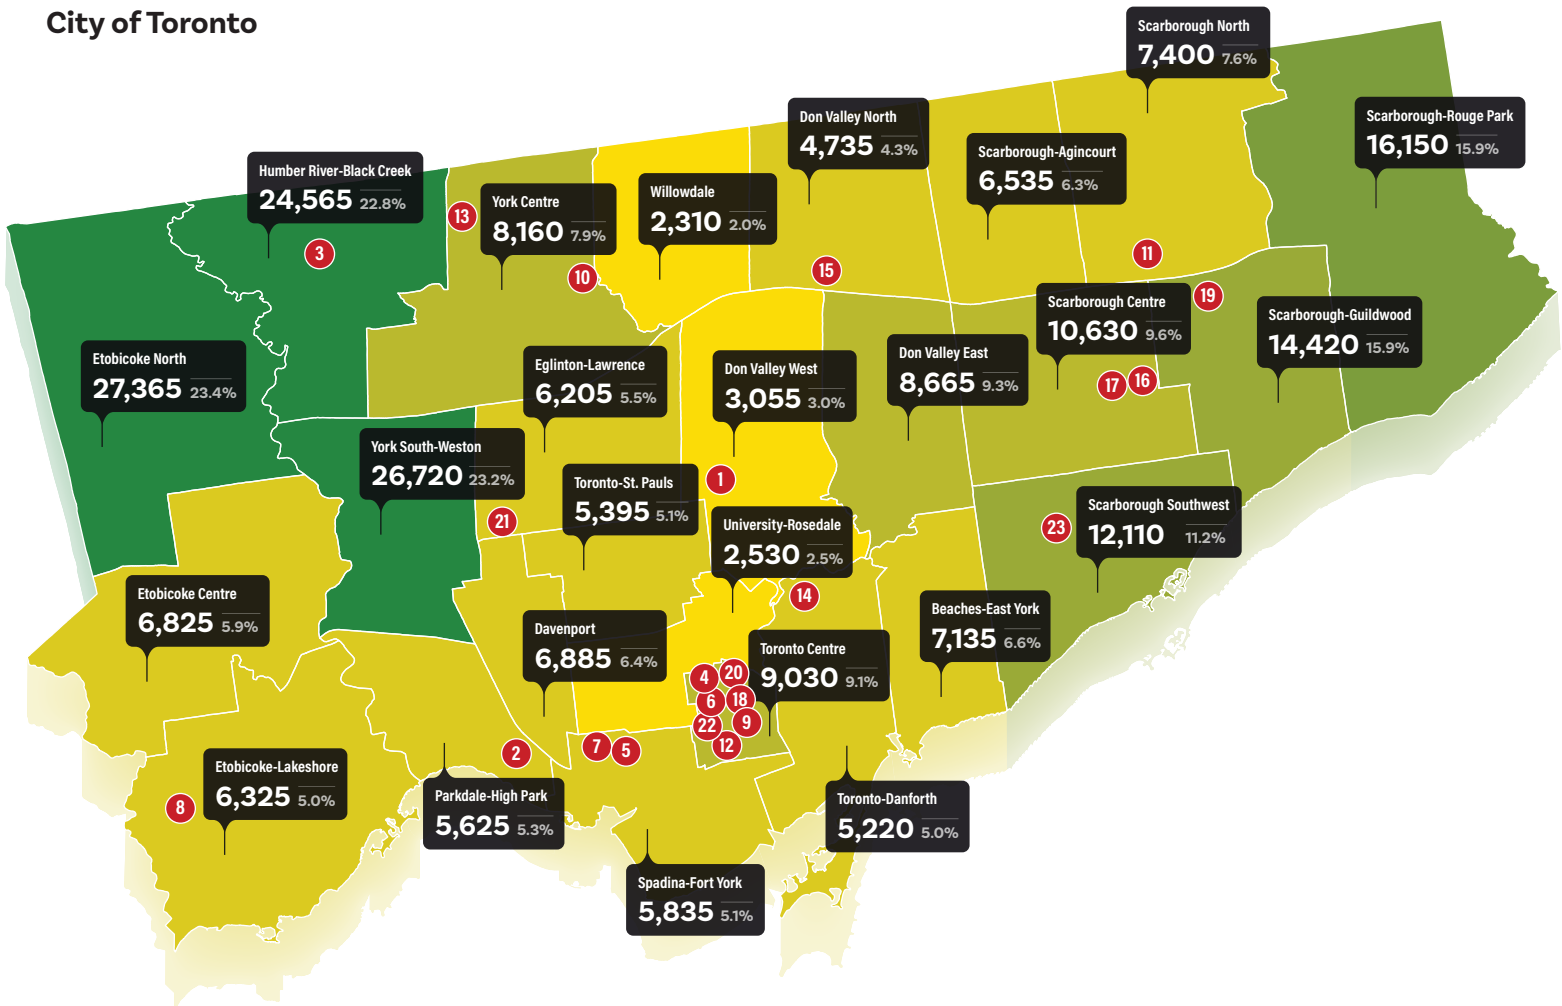 City of Toronto
Scarborough North
7,400 7.6%
Scarborough-Rouge Park
16,150 15.9%
Don Valley North
4,735 4.3%
Scarborough-Agincourt
6,535 6.3%
Humber River-Black Creek
24,565 22.8%
13
York Centre
8,160 7.9%
Willowdale
2,310 2.0%
3
10
15
11
19
Scarborough Centre
10,630 9.6%
Scarborough-Guildwood
14,420 15.9%
Etobicoke North
27,365 23.4%
Eglinton-Lawrence
6,205 5.5%
Don Valley West
3,055 3.0%
Don Valley East
8,665 9.3%
17
16
York South-Weston
26,720 23.2%
Toronto-St. Pauls
5,395 5.1%
1
21
University-Rosedale
2,530 2.5%
23
Scarborough Southwest
12,110 11.2%
Etobicoke Centre
6,825 5.9%
14
Davenport
6,885 6.4%
Beaches-East York
7,135 6.6%
Toronto Centre
9,030 9.1%
4
20
6
18
22
9
12
2
7
5
Etobicoke-Lakeshore
6,325 5.0%
8
Parkdale-High Park
5,625 5.3%
Toronto-Danforth
5,220 5.0%
Spadina-Fort York
5,835 5.1%